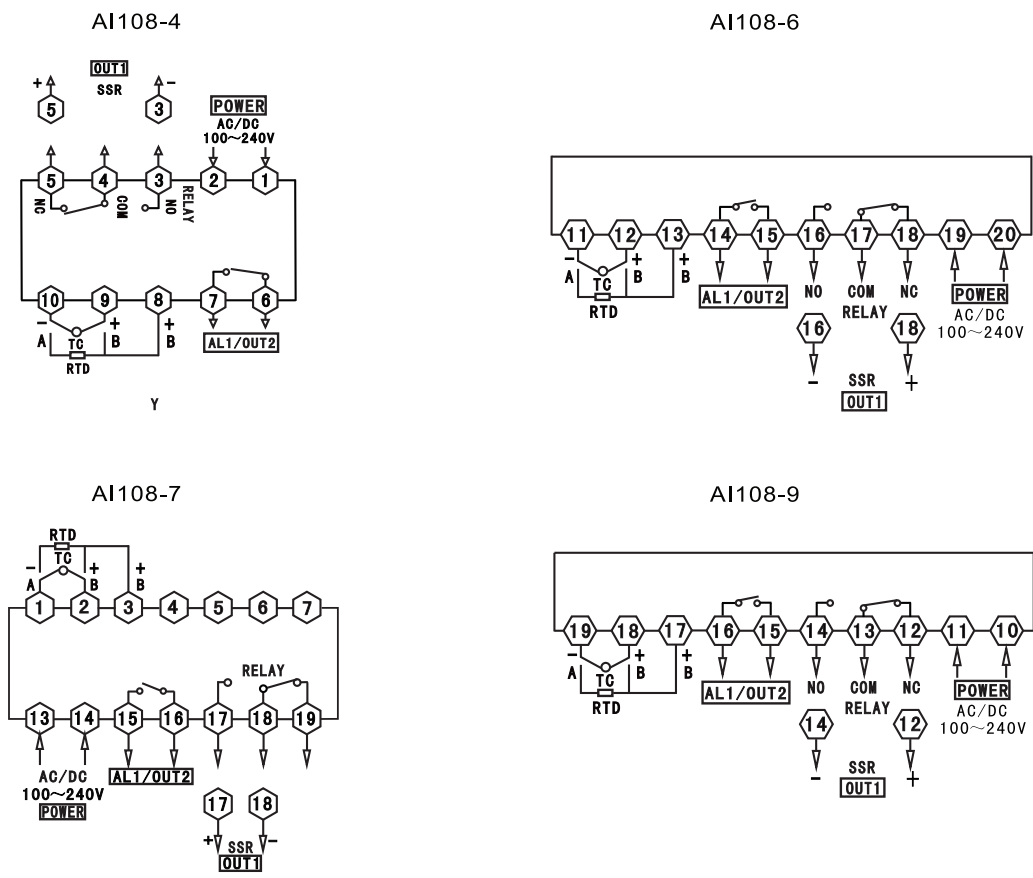 AI108-4
OUT1
SSR
+ -
5 3
POWER
AC/DC
100～240V
5 4 3 2 1
NC COM NO RELAY
10 9 8 7 6
- + +
A TC B B
RTD
AL1/OUT2
Y
AI108-6
11 12 13 14 15 16 17 18 19 20
- + +
A TC B B
RTD
AL1/OUT2
NO COM NC
RELAY
POWER
AC/DC
100～240V
16 18
- SSR +
OUT1
AI108-7
RTD
- TC + +
A B B
1 2 3 4 5 6 7
RELAY
13 14 15 16 17 18 19
AC/DC
100～240V
POWER
AL1/OUT2
17 18
+ SSR -
OUT1
AI108-9
19 18 17 16 15 14 13 12 11 10
- + +
A TC B B
RTD
AL1/OUT2
NO COM NC
RELAY
POWER
AC/DC
100～240V
14 12
- SSR +
OUT1